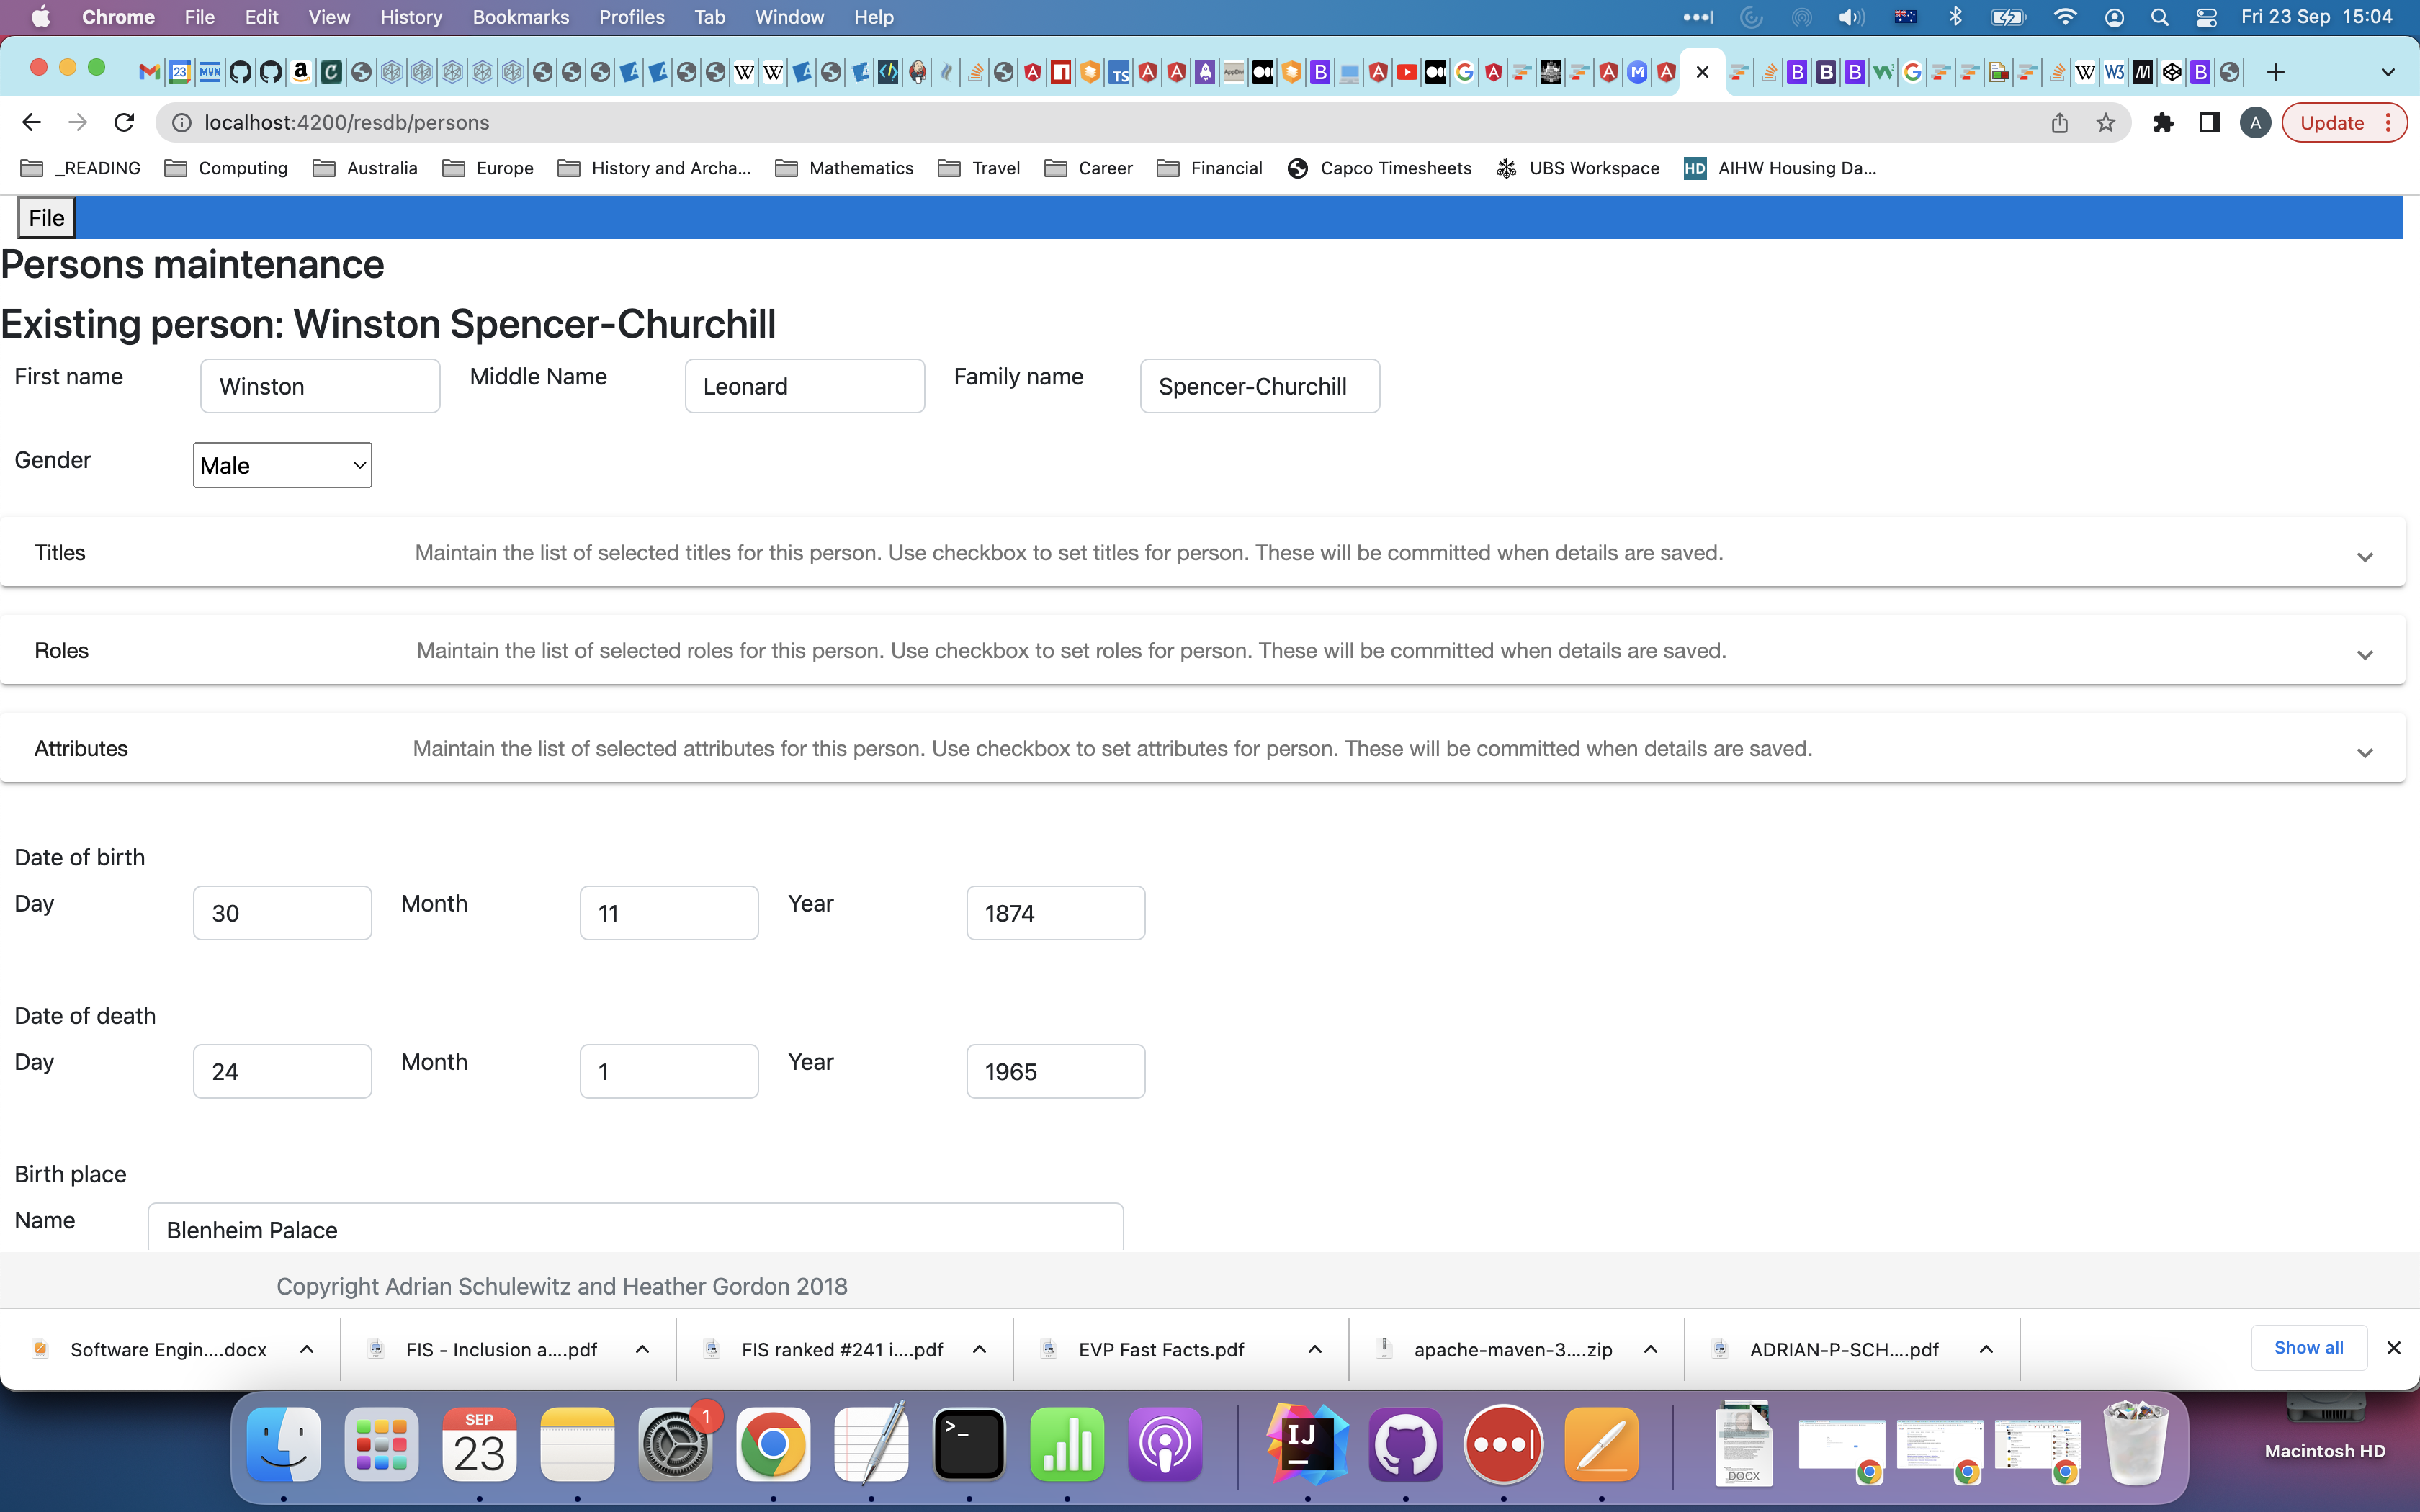 Chrome File Edit View History Bookmarks Profiles Tab Window Help Fri 23 Sep 15:04
localhost:4200/resdb/persons A Update
_READING Computing Australia Europe History and Archa... Mathematics Travel Career Financial Capco Timesheets UBS Workspace HD AIHW Housing Da...
File
Persons maintenance
Existing person: Winston Spencer-Churchill
First name Winston Middle Name Leonard Family name Spencer-Churchill
Gender Male
Titles Maintain the list of selected titles for this person. Use checkbox to set titles for person. These will be committed when details are saved.
Roles Maintain the list of selected roles for this person. Use checkbox to set roles for person. These will be committed when details are saved.
Attributes Maintain the list of selected attributes for this person. Use checkbox to set attributes for person. These will be committed when details are saved.
Date of birth
Day 30 Month 11 Year 1874
Date of death
Day 24 Month 1 Year 1965
Birth place
Name Blenheim Palace
Copyright Adrian Schulewitz and Heather Gordon 2018
Software Engin....docx FIS - Inclusion a....pdf FIS ranked #241 i....pdf EVP Fast Facts.pdf apache-maven-3....zip ADRIAN-P-SCH....pdf Show all
SEP 1
23 IJ DOCX Macintosh HD